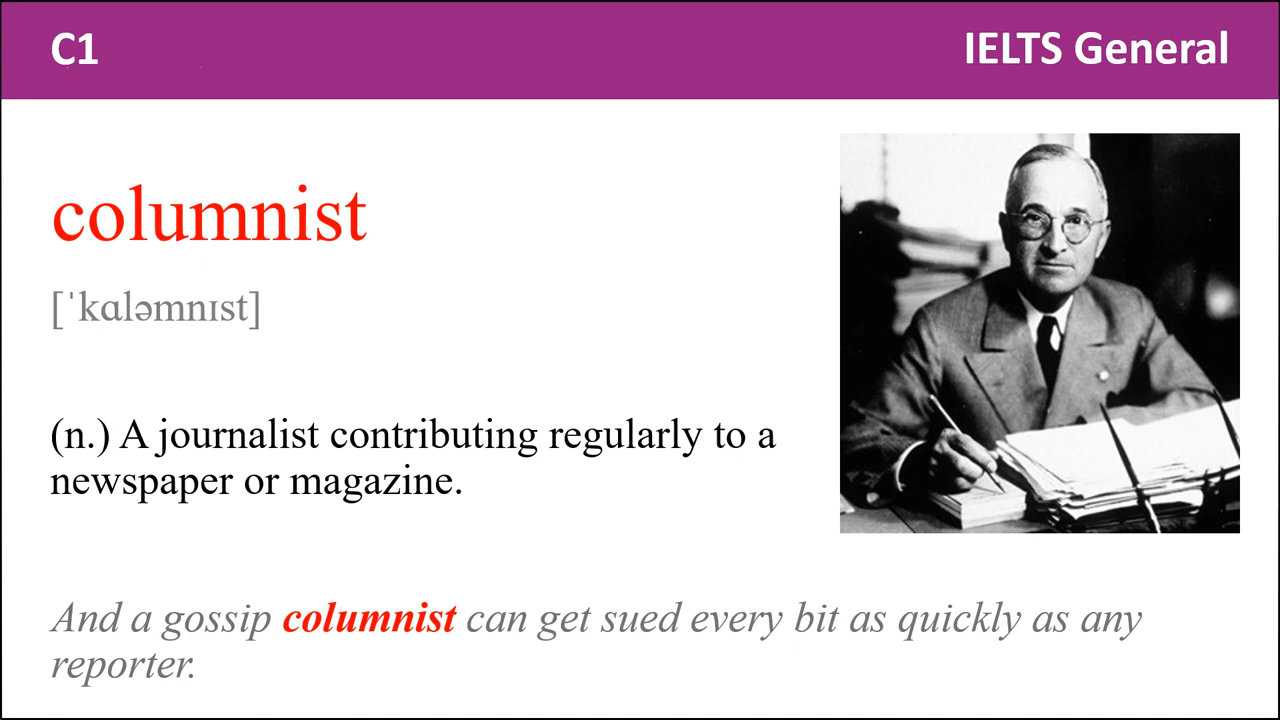 C1
IELTS General
columnist
[ˈkɑləmnɪst]
(n.) A journalist contributing regularly to a
newspaper or magazine.
And a gossip columnist can get sued every bit as quickly as any
reporter.